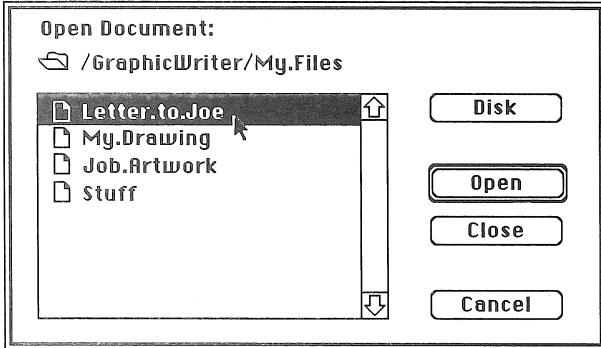 Open Document:
/GraphicWriter/My.Files
Letter.to.Joe
My.Drawing
Job.Artwork
Stuff
Disk
Open
Close
Cancel